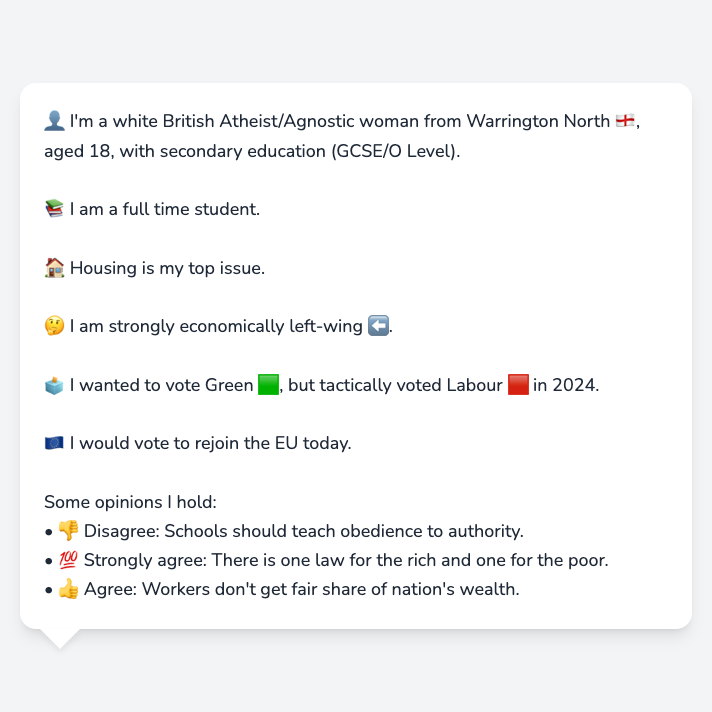 👤 I'm a white British Atheist/Agnostic woman from Warrington North 🏴󠁧󠁢󠁥󠁮󠁧󠁿,
aged 18, with secondary education (GCSE/O Level).
📚 I am a full time student.
🏠 Housing is my top issue.
🤔 I am strongly economically left-wing ⬅️.
🗳️ I wanted to vote Green 🟩, but tactically voted Labour 🟥 in 2024.
🇪🇺 I would vote to rejoin the EU today.
Some opinions I hold:
• 👎 Disagree: Schools should teach obedience to authority.
• 💯 Strongly agree: There is one law for the rich and one for the poor.
• 👍 Agree: Workers don't get fair share of nation's wealth.